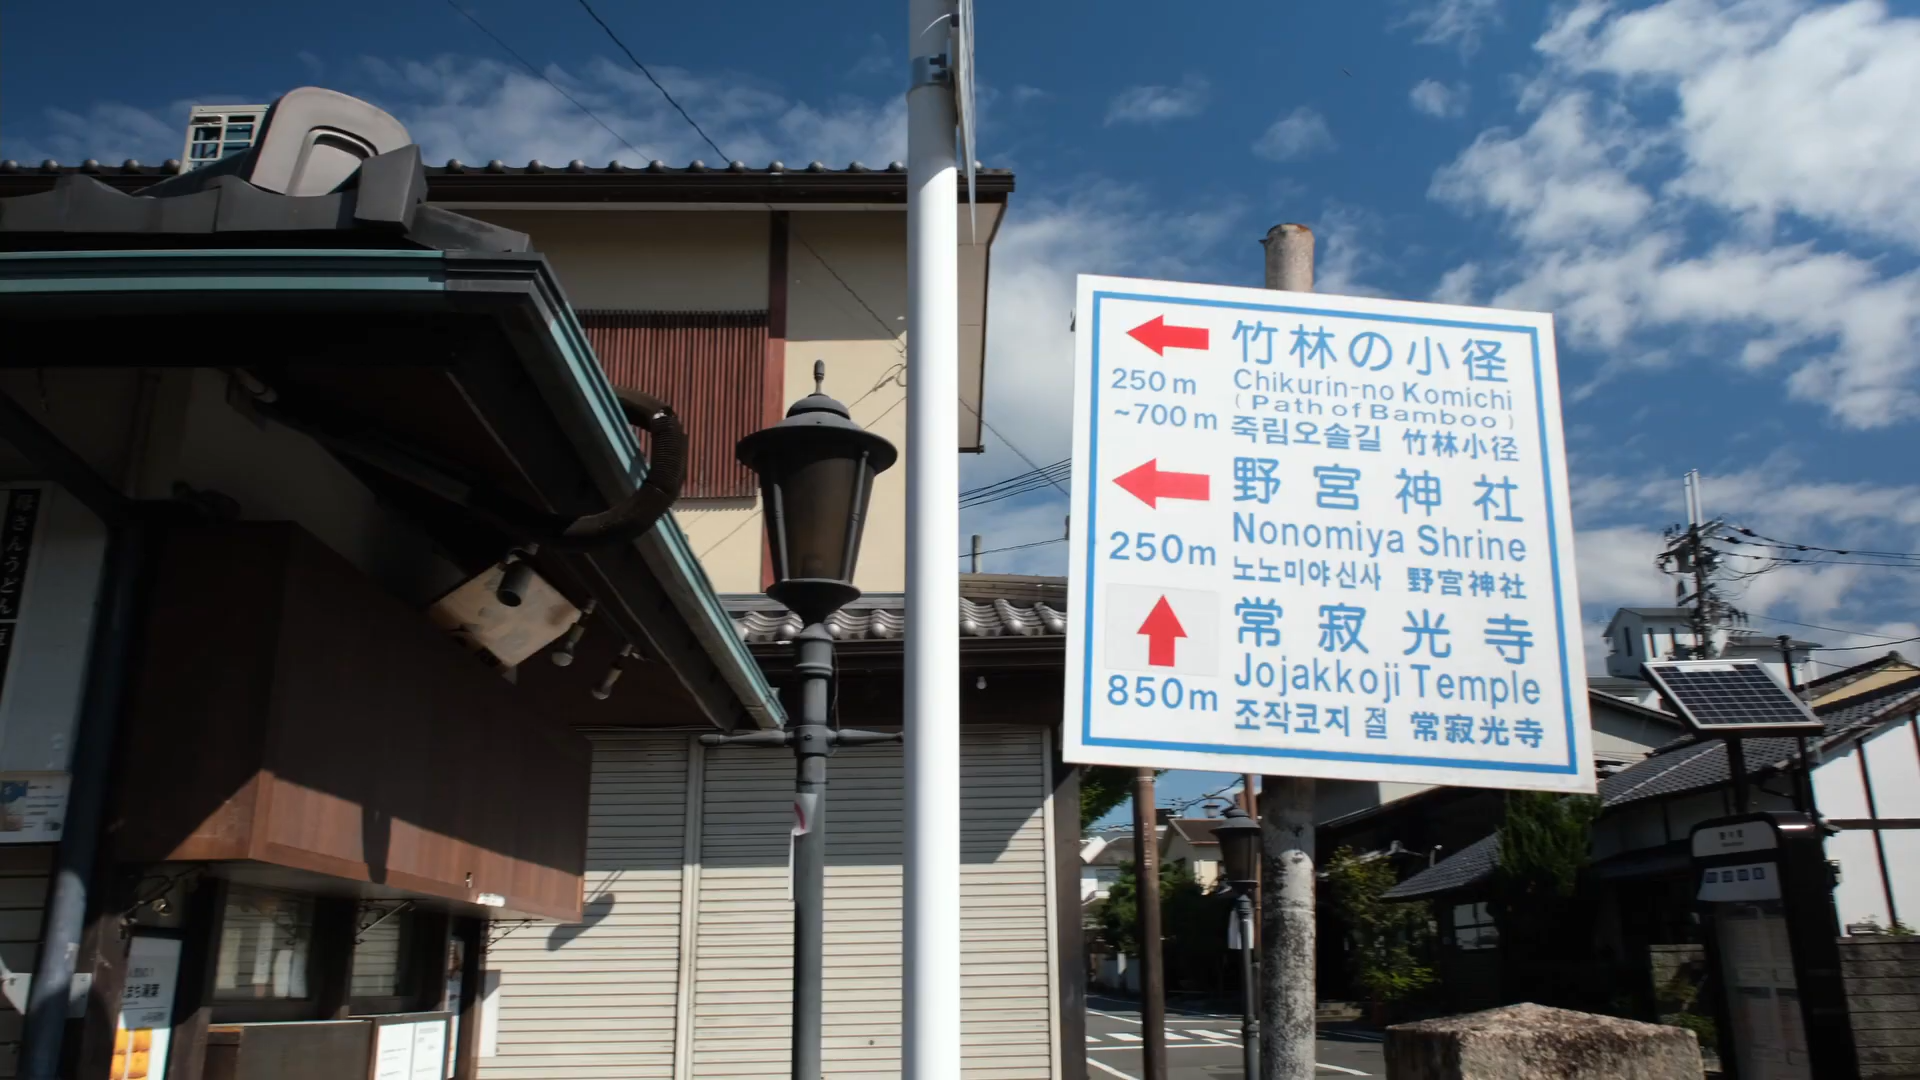 竹林の小径
250m
~700m
Chikurin-no Komichi
(Path of Bamboo)
죽림오솔길 竹林小径
野宮神社
250m
Nonomiya Shrine
노노미야신사 野宮神社
常寂光寺
850m
Jojakkoji Temple
조작코지 절 常寂光寺